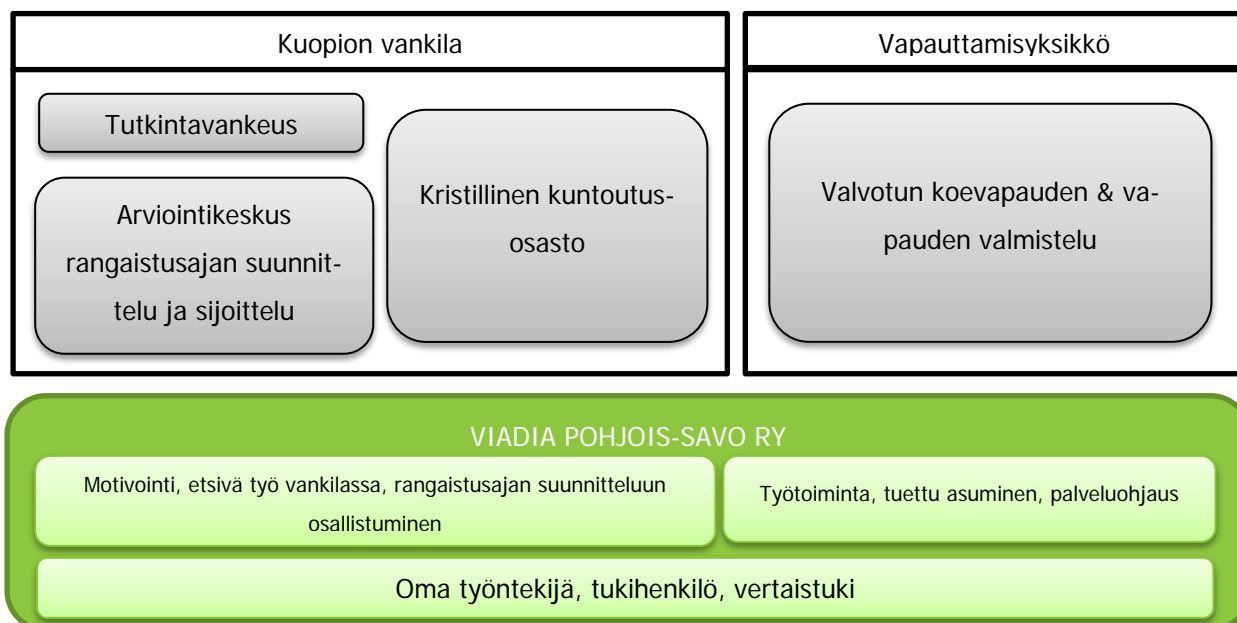 Kuopion vankila
Vapauttamisyksikkö
Tutkintavankeus
Arviointikeskus
rangaistusajan suunnit-
telu ja sijoittelu
Kristillinen kuntoutus-
osasto
Valvotun koevapauden & va-
pauden valmistelu
VIADIA POHJOIS-SAVO RY
Motivointi, etsivä työ vankilassa, rangaistusajan suunnitteluun
osallistuminen
Työtoiminta, tuettu asuminen, palveluohjaus
Oma työntekijä, tukihenkilö, vertaistuki